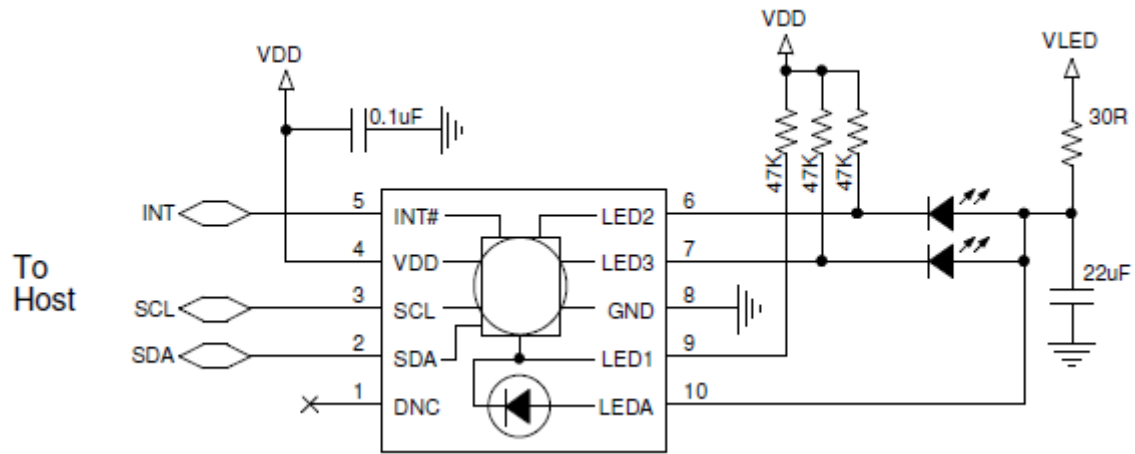 VDD
VDD
VLED
0.1uF
30R
47K
47K
47K
INT
5
INT#
LED2
6
To
Host
4
VDD
LED3
7
22uF
SCL
3
SCL
GND
8
SDA
2
SDA
LED1
9
1
DNC
LEDA
10